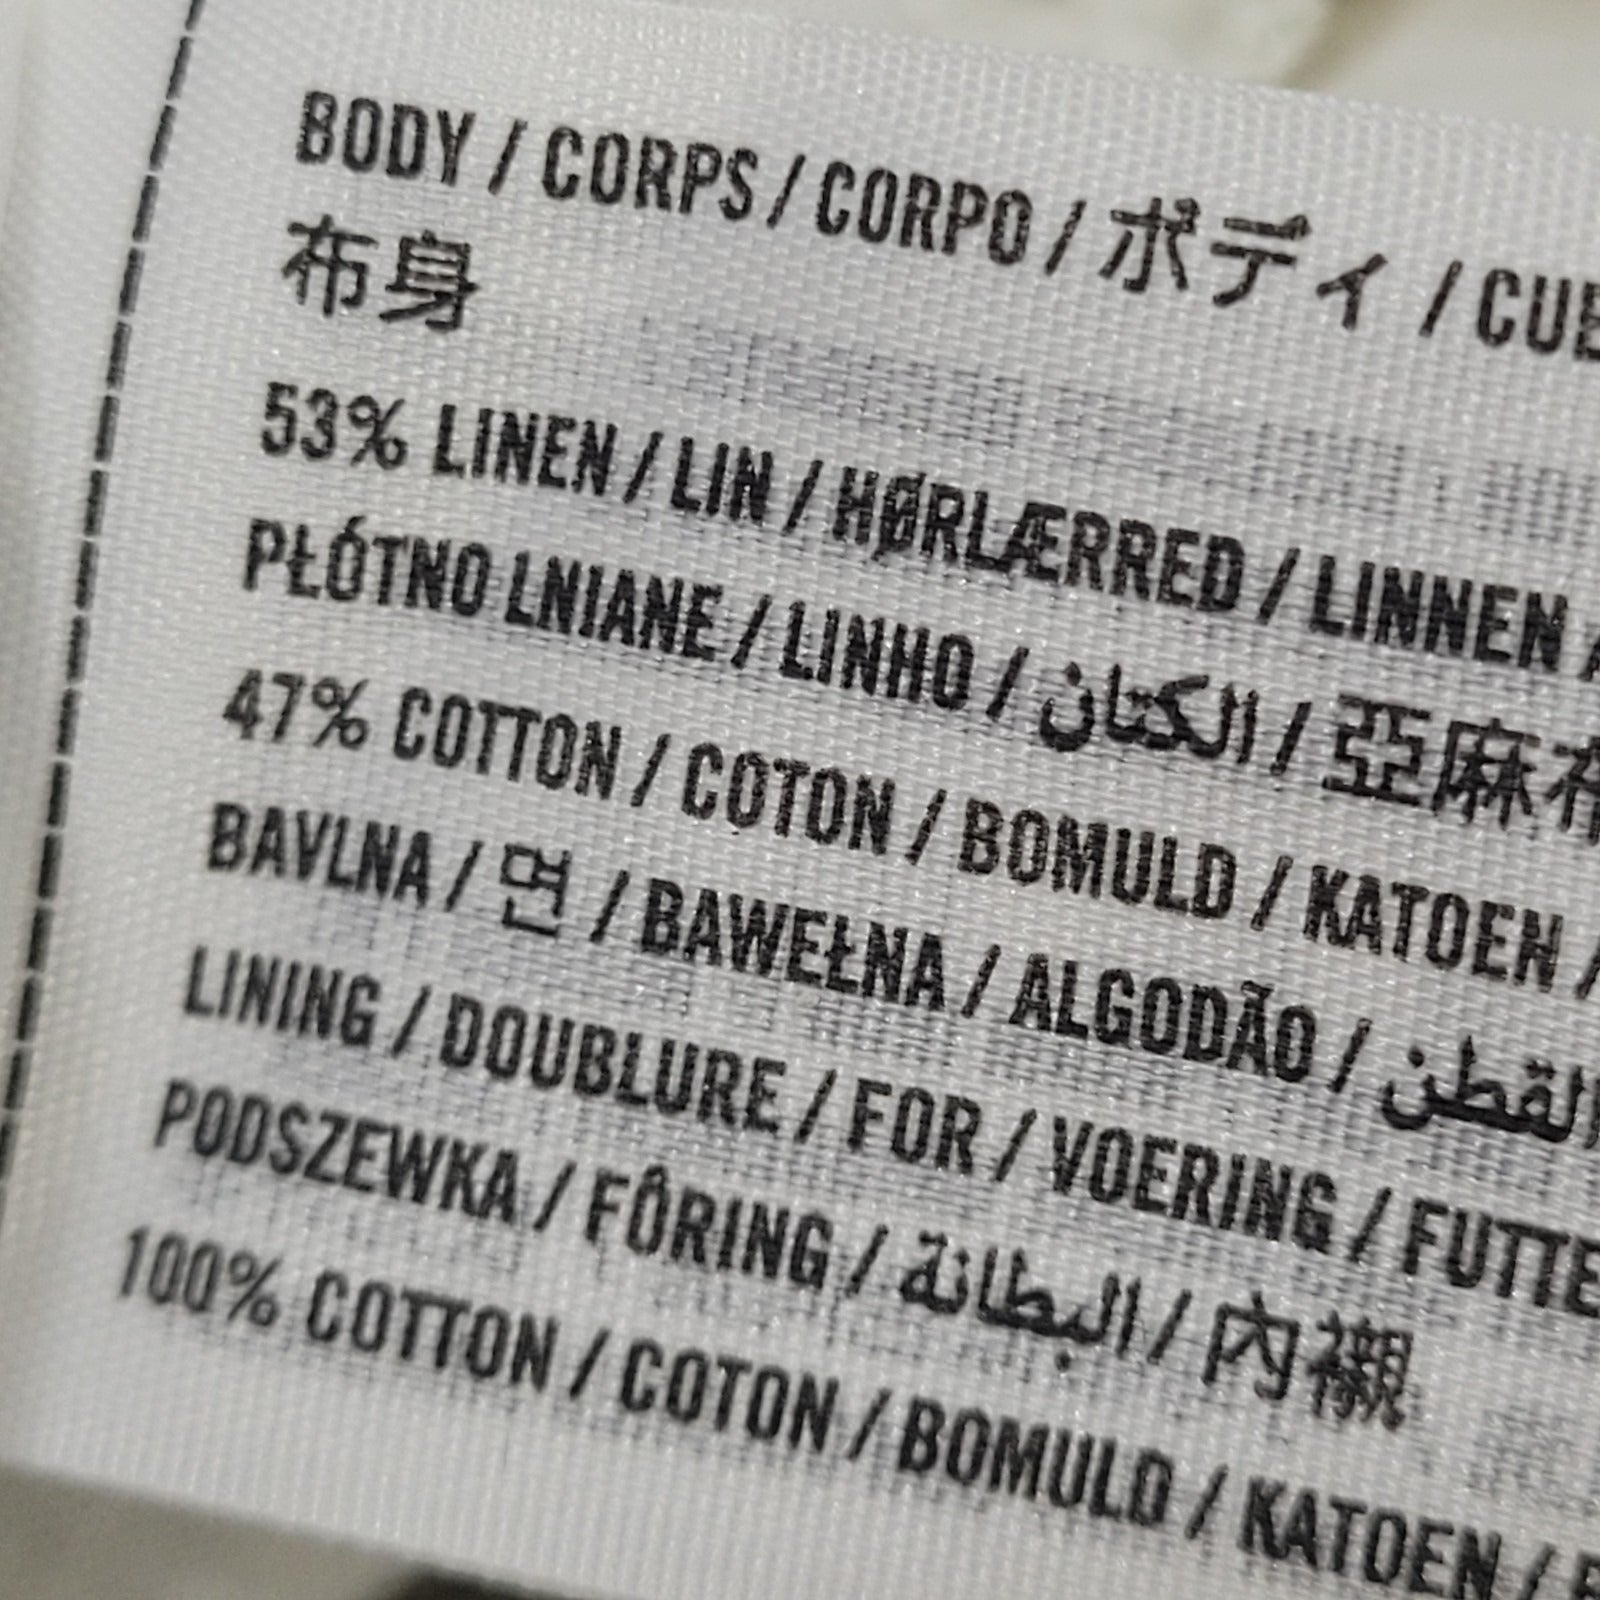 BODY / CORPS / CORPO / ボディ / CUE
布身
53% LINEN / LIN / HØRLÆRRED / LINNEN
PŁÓTNO LNIANE / LINHO / الكتان / 亞麻布
47% COTTON / COTON / BOMULD / KATOEN /
BAVLNA / 면 / BAWEŁNA / ALGODÃO / القطن
LINING / DOUBLURE / FOR / VOERING / FUTTE
PODSZEWKA / FÔRING / البطانة / 內襯
100% COTTON / COTON / BOMULD / KATOEN /